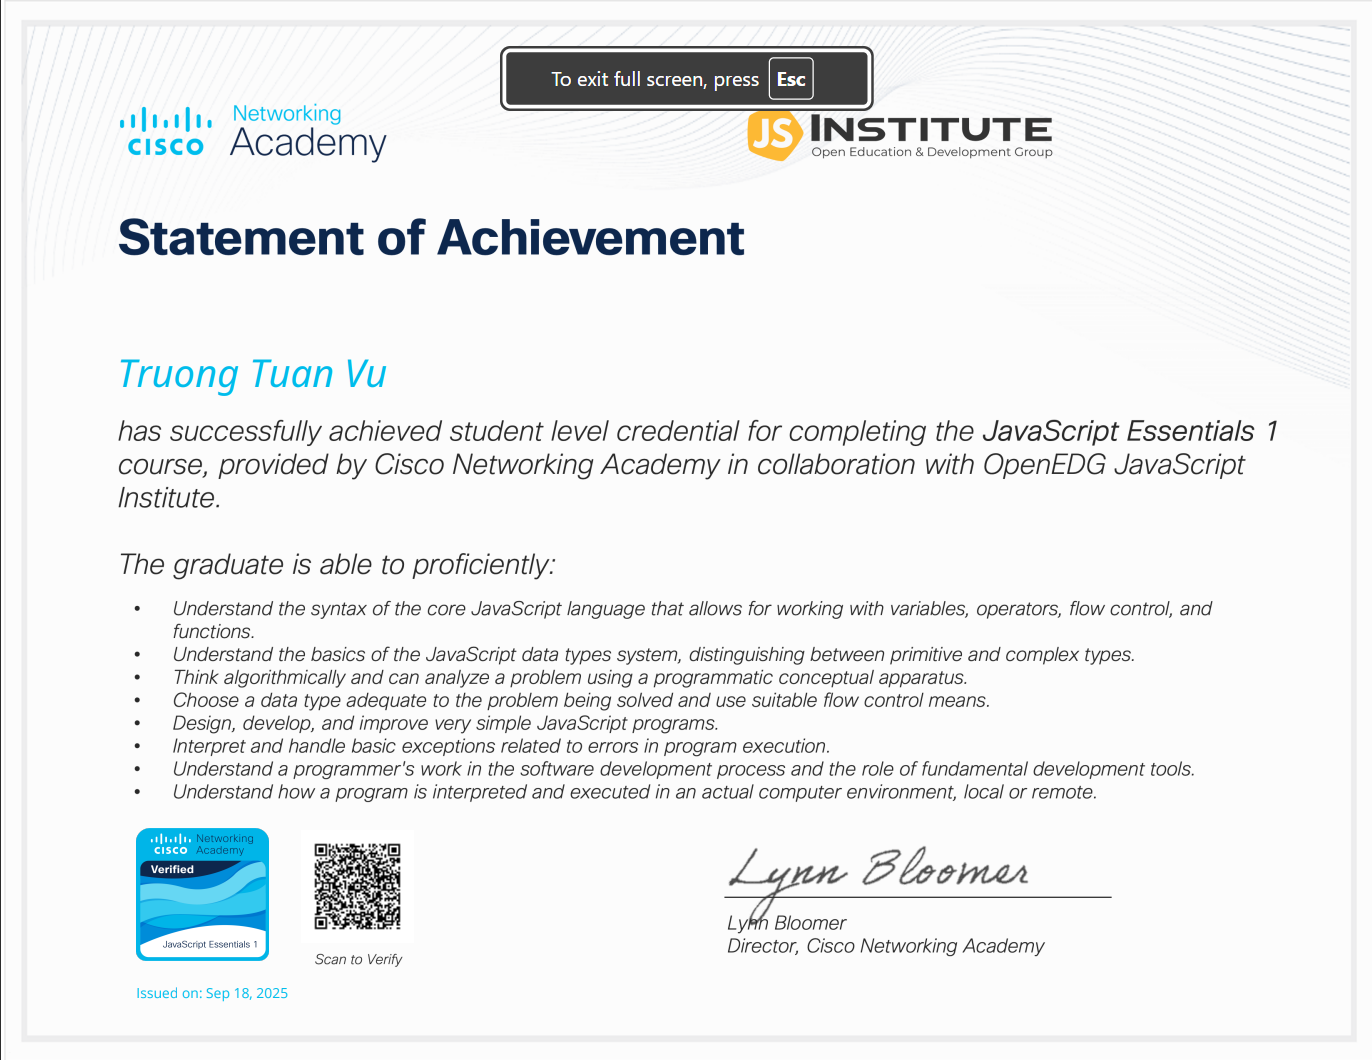 To exit full screen, press Esc
Networking
CISCO Academy
JS INSTITUTE
Open Education & Development Group
Statement of Achievement
Truong Tuan Vu
has successfully achieved student level credential for completing the JavaScript Essentials 1
course, provided by Cisco Networking Academy in collaboration with OpenEDG JavaScript
Institute.
The graduate is able to proficiently:
• Understand the syntax of the core JavaScript language that allows for working with variables, operators, flow control, and
functions.
• Understand the basics of the JavaScript data types system, distinguishing between primitive and complex types.
• Think algorithmically and can analyze a problem using a programmatic conceptual apparatus.
• Choose a data type adequate to the problem being solved and use suitable flow control means.
• Design, develop, and improve very simple JavaScript programs.
• Interpret and handle basic exceptions related to errors in program execution.
• Understand a programmer's work in the software development process and the role of fundamental development tools.
• Understand how a program is interpreted and executed in an actual computer environment, local or remote.
Networking
CISCO Academy
Verified
JavaScript Essentials 1
Scan to Verify
Issued on: Sep 18, 2025
Lynn Bloomer
Lynn Bloomer
Director, Cisco Networking Academy